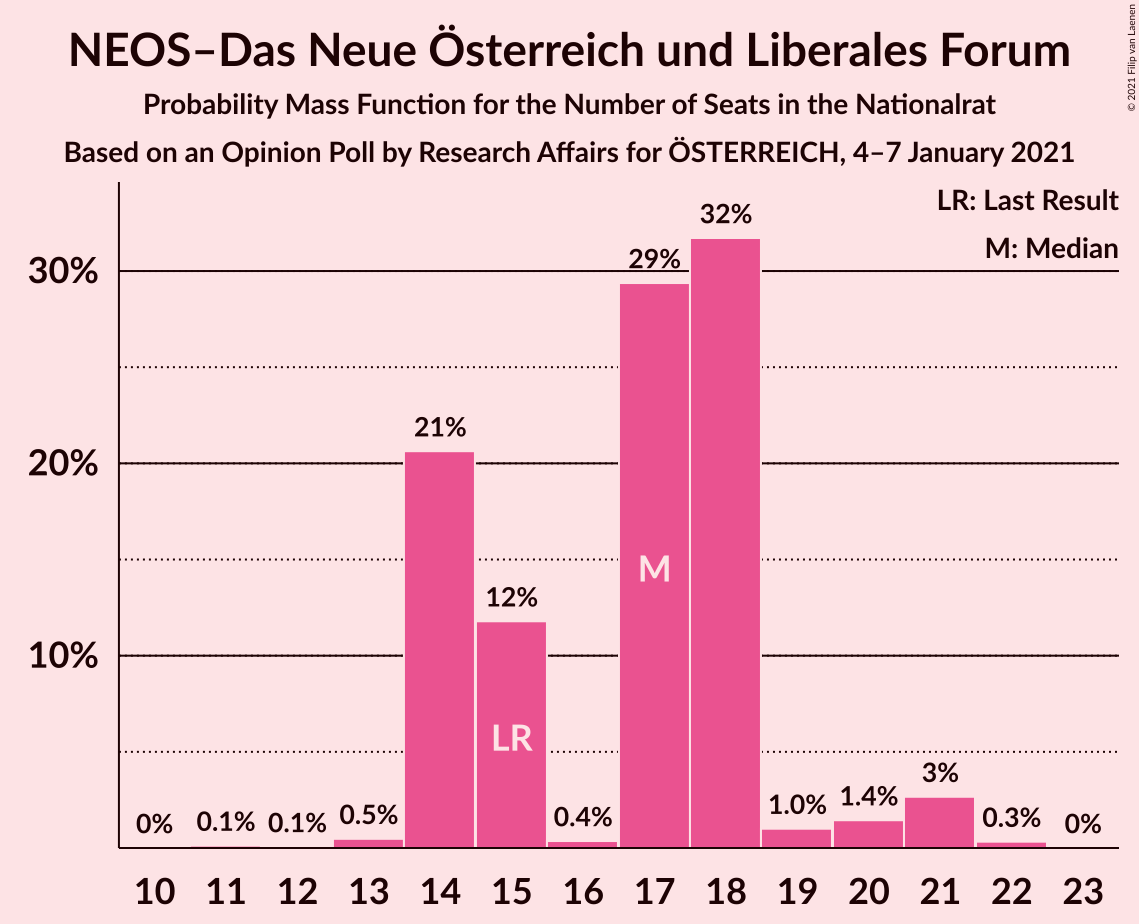 NEOS–Das Neue Österreich und Liberales Forum
Probability Mass Function for the Number of Seats in the Nationalrat
Based on an Opinion Poll by Research Affairs for ÖSTERREICH, 4–7 January 2021
© 2021 Filip van Laenen
LR: Last Result
M: Median
30%
20%
10%
0%
0.1%
0.1%
0.5%
21%
12%
0.4%
29%
32%
1.0%
1.4%
3%
0.3%
0%
LR
M
10 11 12 13 14 15 16 17 18 19 20 21 22 23